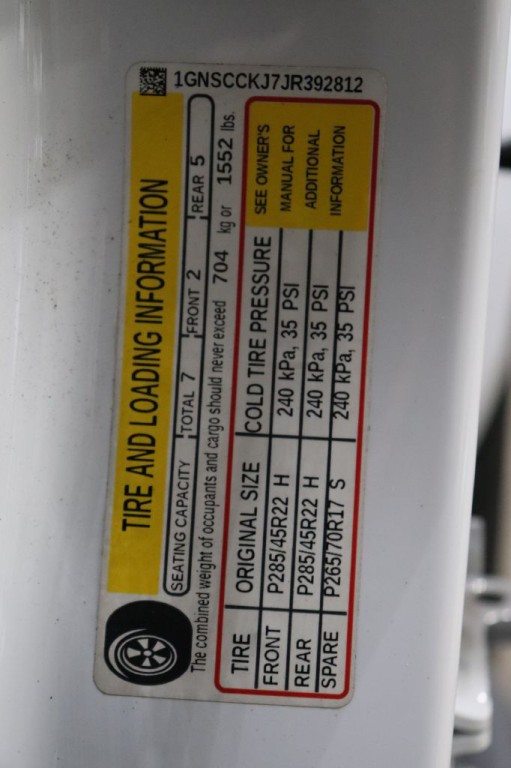 1GNSCCKJ7JR392812
TIRE AND LOADING INFORMATION
SEATING CAPACITY TOTAL 7 FRONT 2 REAR 5
The combined weight of occupants and cargo should never exceed 704 kg or 1552 lbs.
TIRE ORIGINAL SIZE COLD TIRE PRESSURE SEE OWNER'S
FRONT P285/45R22 H 240 kPa, 35 PSI MANUAL FOR
REAR P285/45R22 H 240 kPa, 35 PSI ADDITIONAL
SPARE P265/70R17 S 240 kPa, 35 PSI INFORMATION